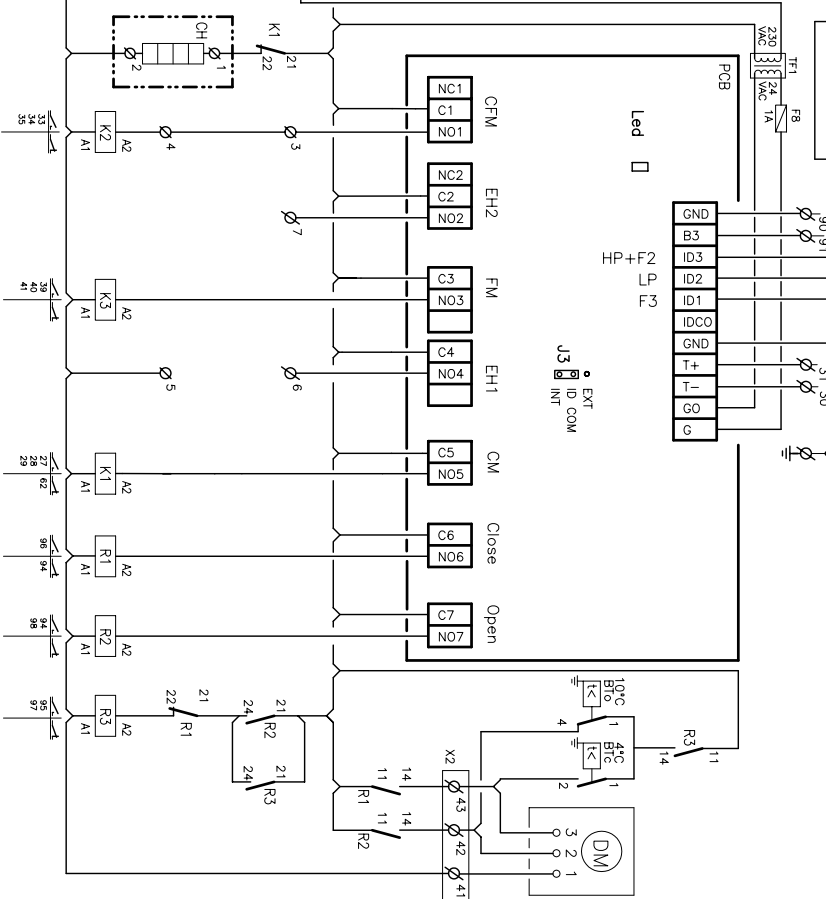 K1
21
22
CH
1
2
230
VAC
24
VAC
TF1
F8
1A
PCB
Led
NC1
C1
NO1
CFM
K2
A1
A2
33
34
35
4
3
NC2
C2
NO2
EH2
7
GND
B3
ID3
ID2
ID1
IDCO
GND
T+
T-
GO
G
HP+F2
LP
F3
90
91
31
30
C3
NO3
FM
K3
A1
A2
39
40
41
C4
NO4
EH1
5
6
J3
EXT
ID COM
INT
C5
NO5
CM
K1
A1
A2
27
28
29
62
C6
NO6
Close
R1
A1
A2
96
94
C7
NO7
Open
R2
A1
A2
94
98
R3
A1
A2
95
97
22
21
R1
24
21
R2
24
21
R3
10°C
BTo
t<
4
1
4°C
BTc
t<
2
1
R3
14
11
X2
11
14
R1
43
11
14
R2
42
41
3
2
1
DM